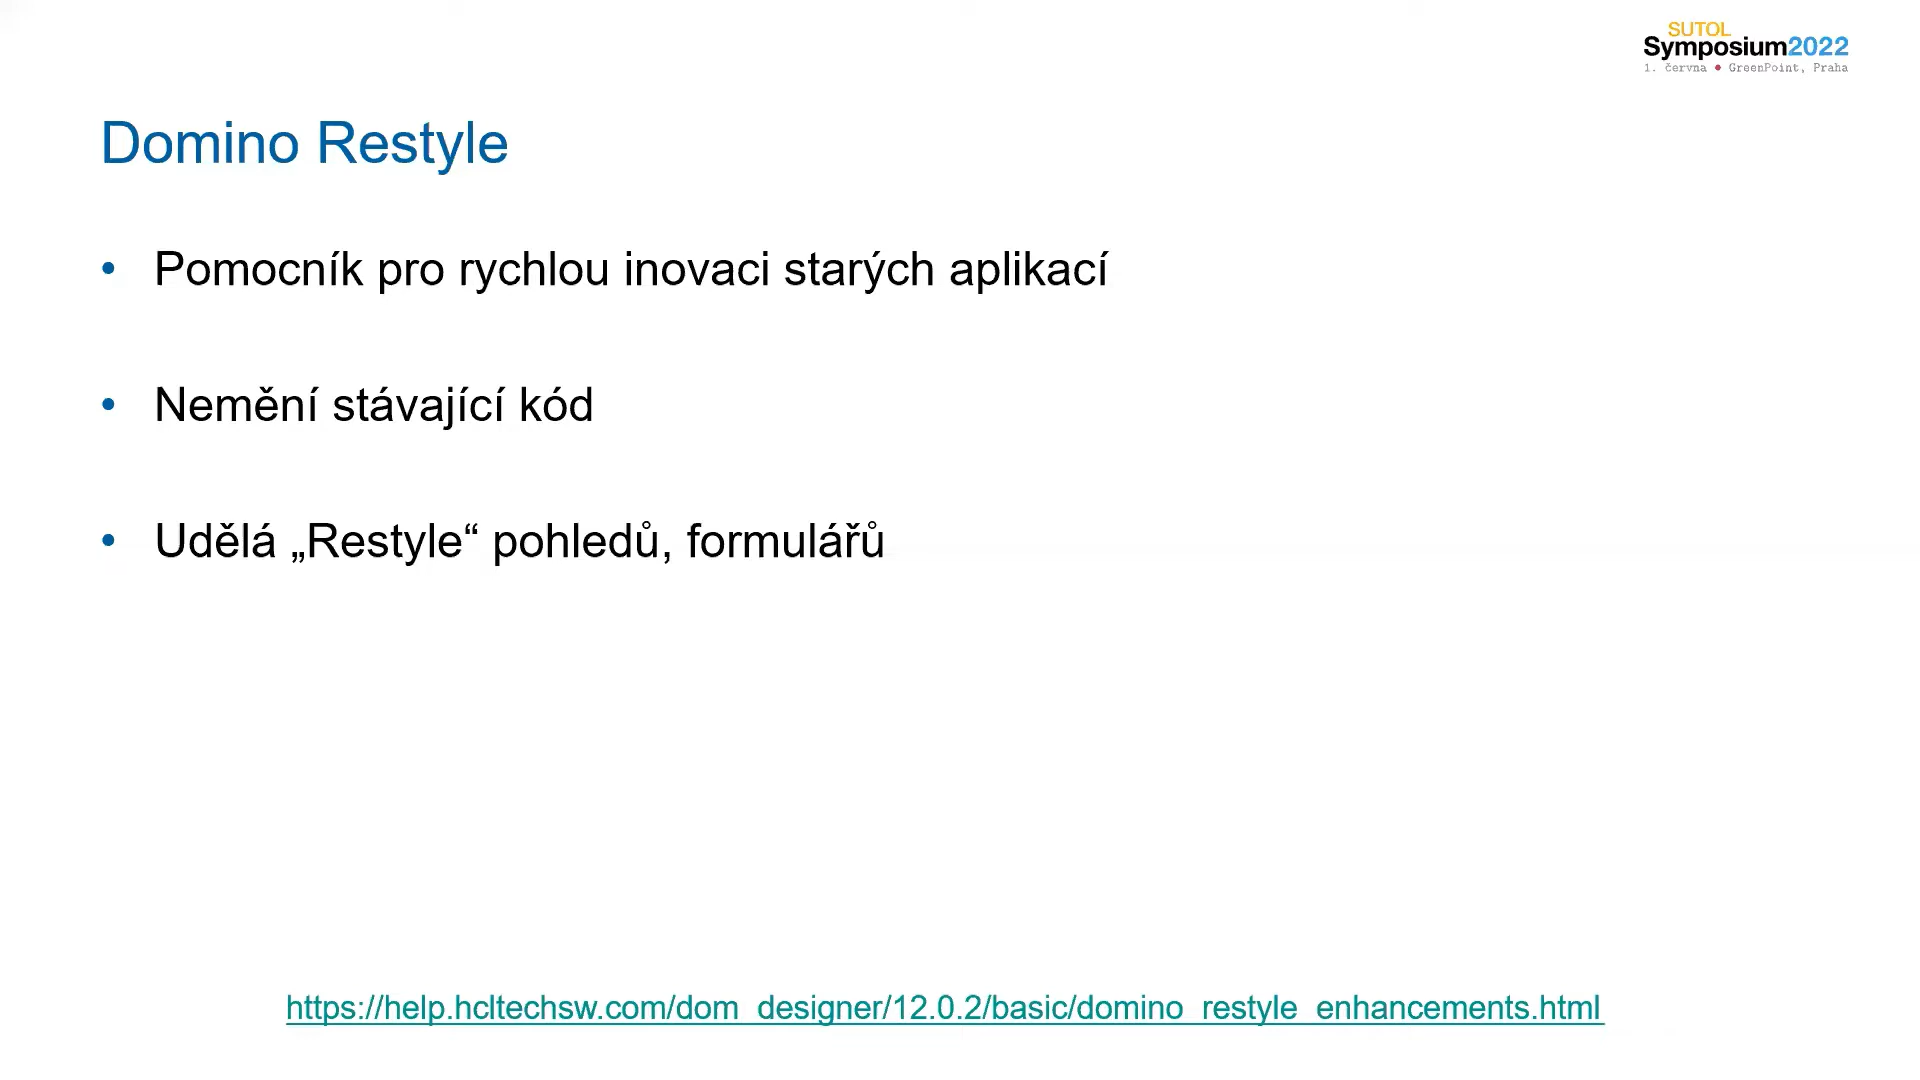 SUTOL
Symposium2022
1. června ● GreenPoint, Praha
Domino Restyle
• Pomocník pro rychlou inovaci starých aplikací
• Nemění stávající kód
• Udělá „Restyle“ pohledů, formulářů
https://help.hcltechsw.com/dom_designer/12.0.2/basic/domino_restyle_enhancements.html